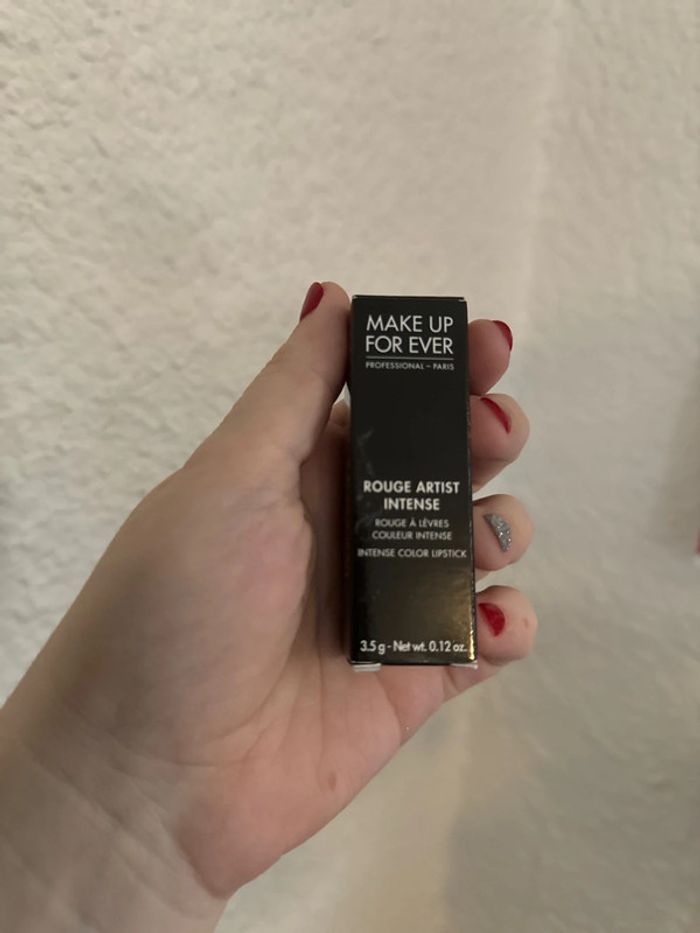 MAKE UP
FOR EVER
PROFESSIONAL – PARIS
ROUGE ARTIST
INTENSE
ROUGE À LÈVRES
COULEUR INTENSE
INTENSE COLOR LIPSTICK
3.5 g - Net wt. 0.12 oz.